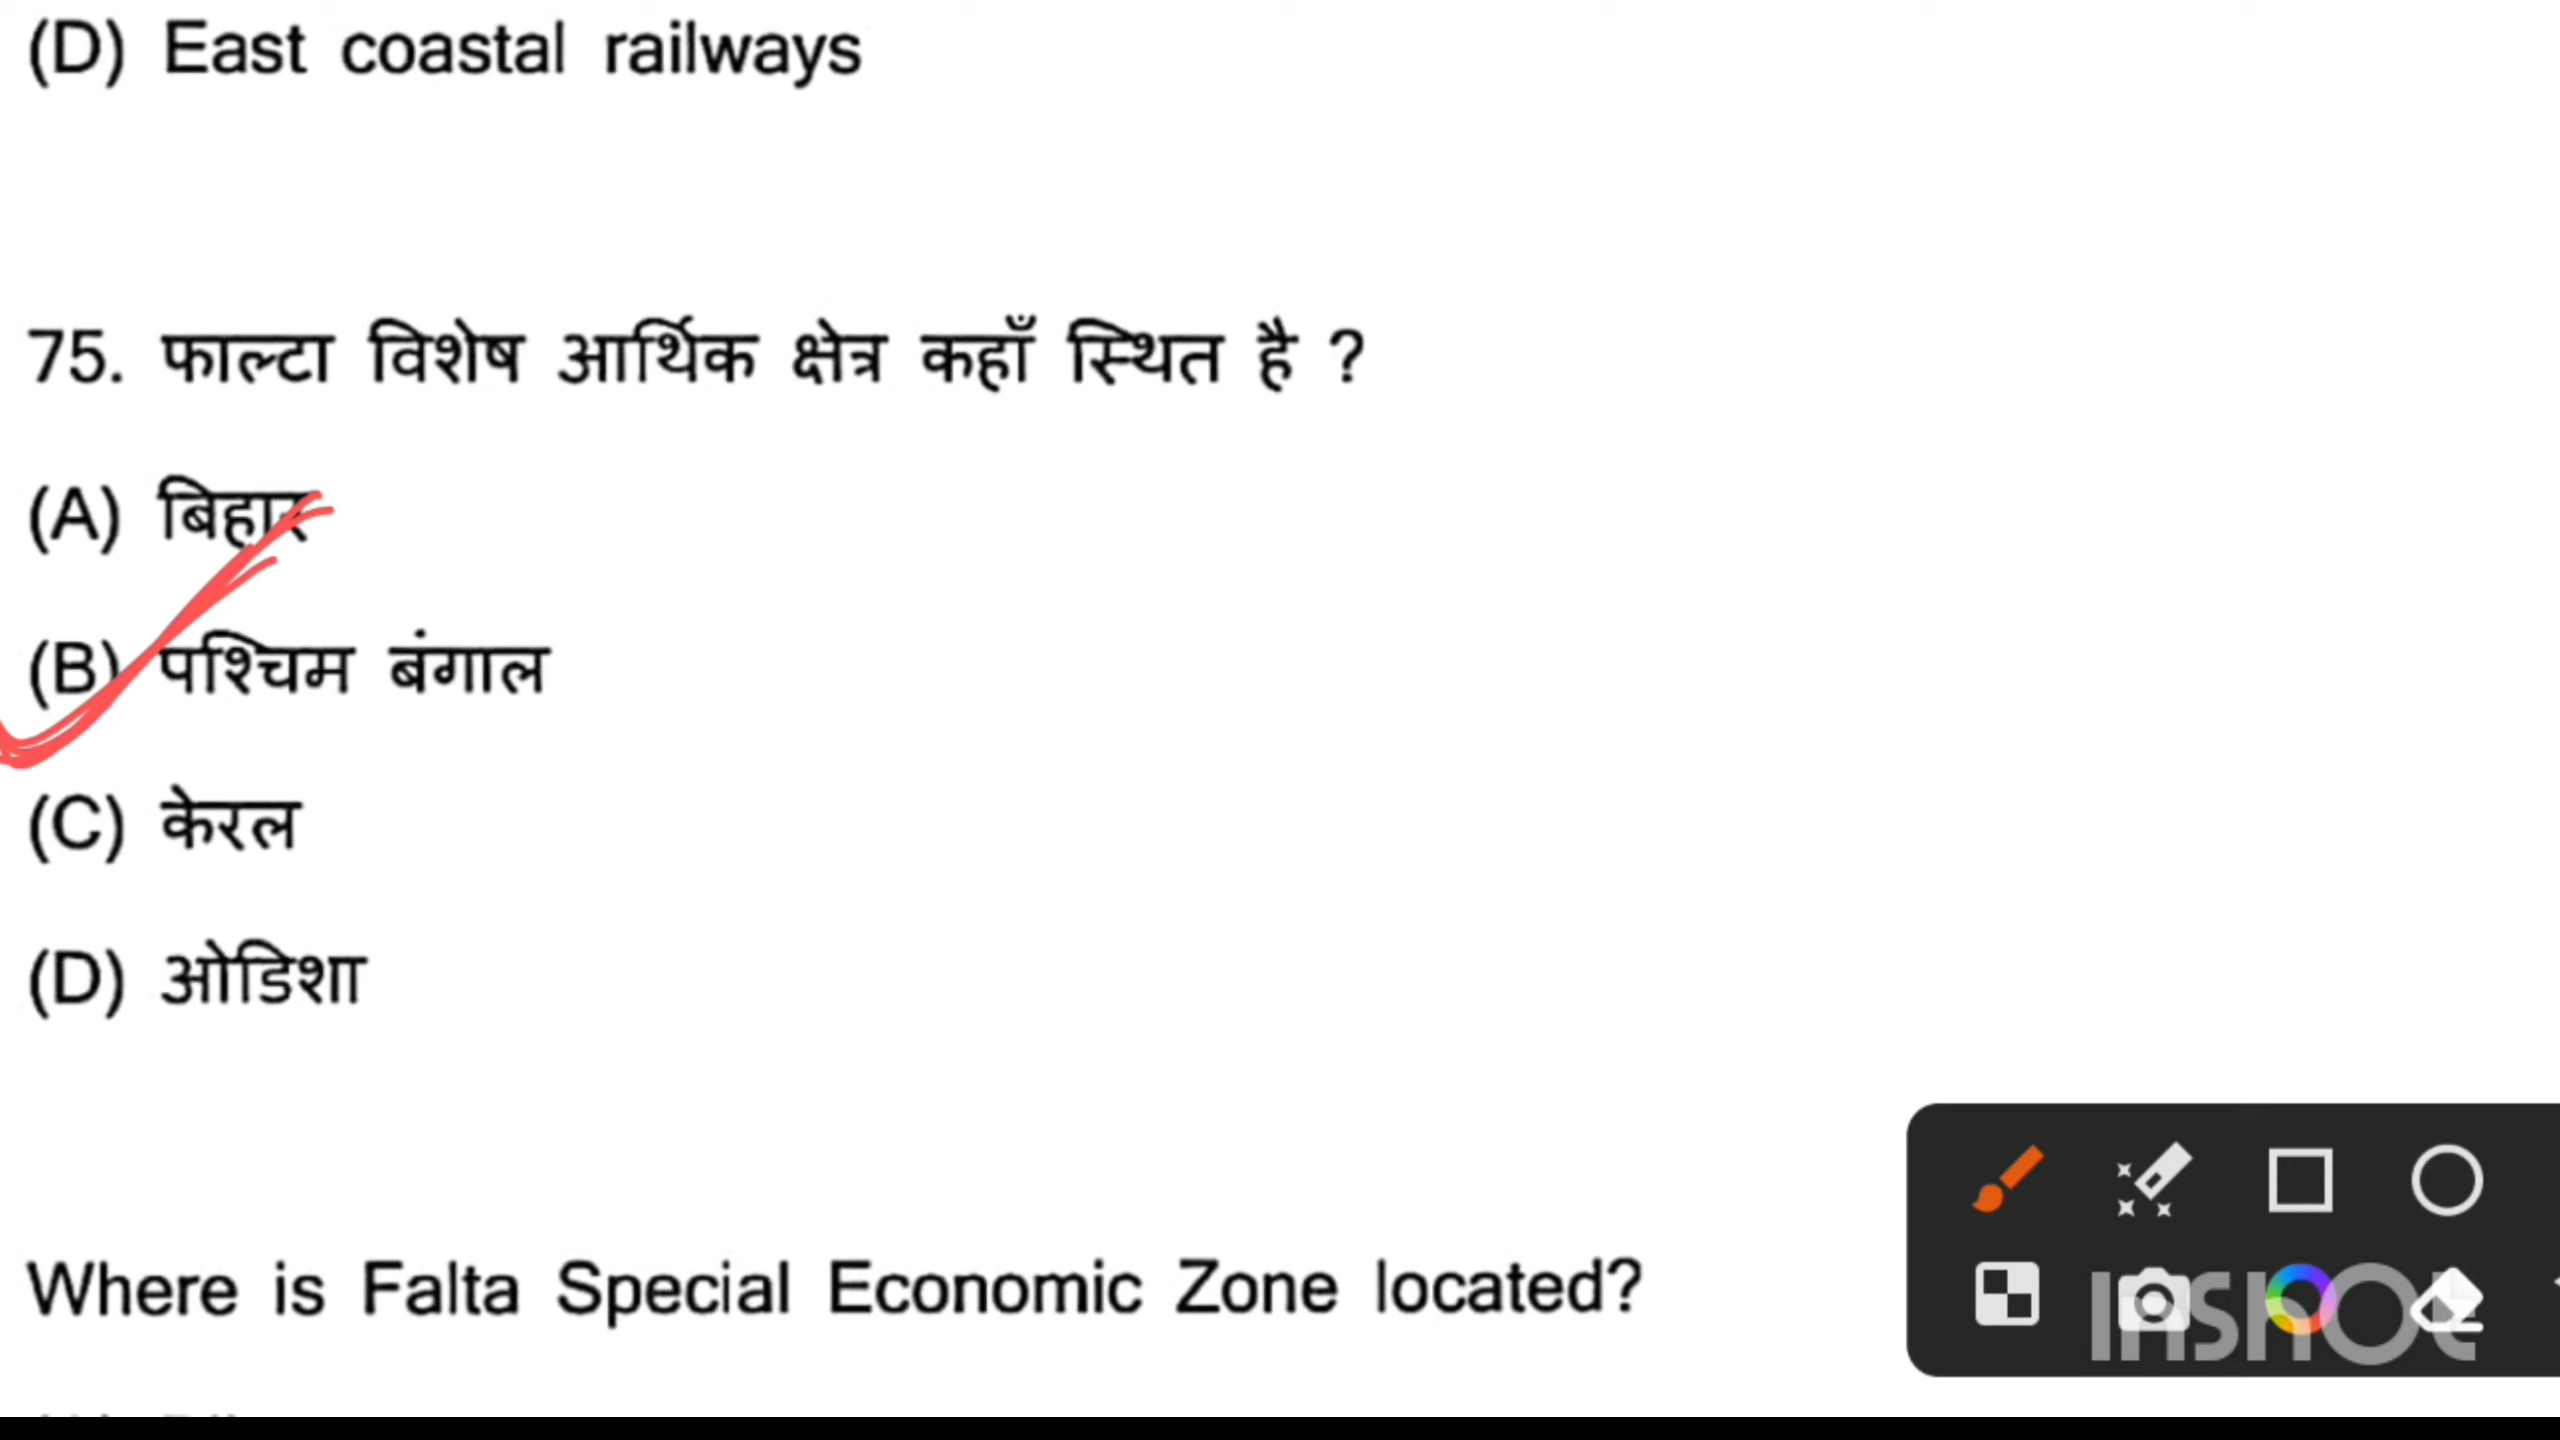 (D) East coastal railways
75. फाल्टा विशेष आर्थिक क्षेत्र कहाँ स्थित है ?
(A) बिहार
(B) पश्चिम बंगाल
(C) केरल
(D) ओडिशा
Where is Falta Special Economic Zone located?
InShOt